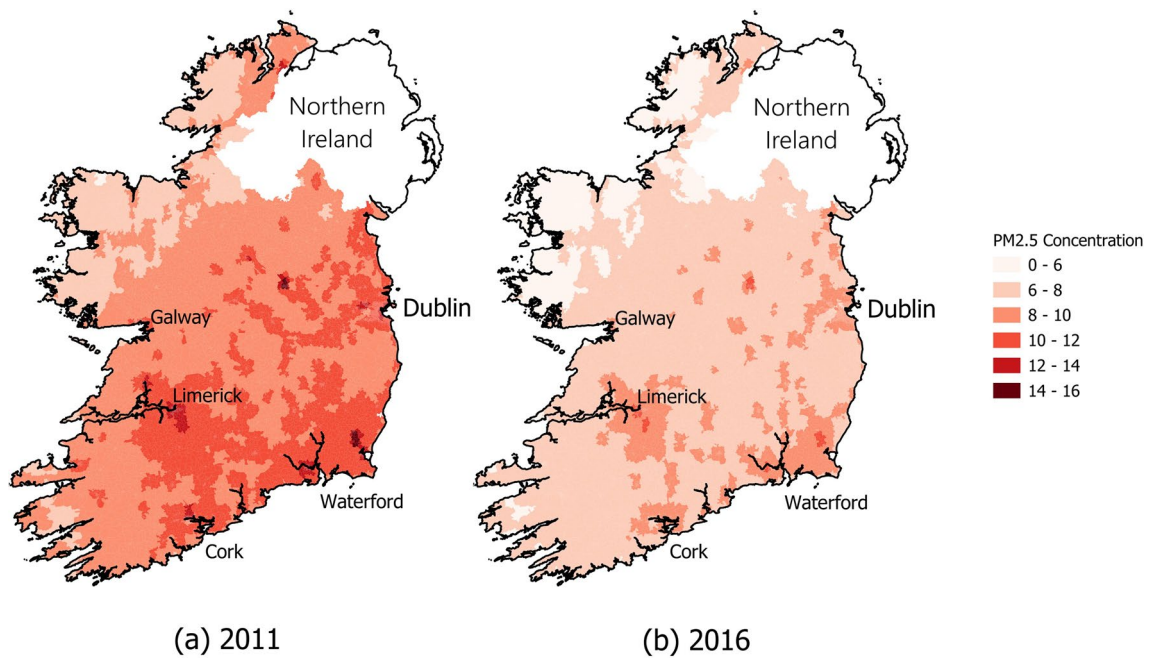 Northern
Ireland
Galway
Dublin
Limerick
Waterford
Cork
(a) 2011
Northern
Ireland
Galway
Dublin
Limerick
Waterford
Cork
(b) 2016
PM2.5 Concentration
0 - 6
6 - 8
8 - 10
10 - 12
12 - 14
14 - 16